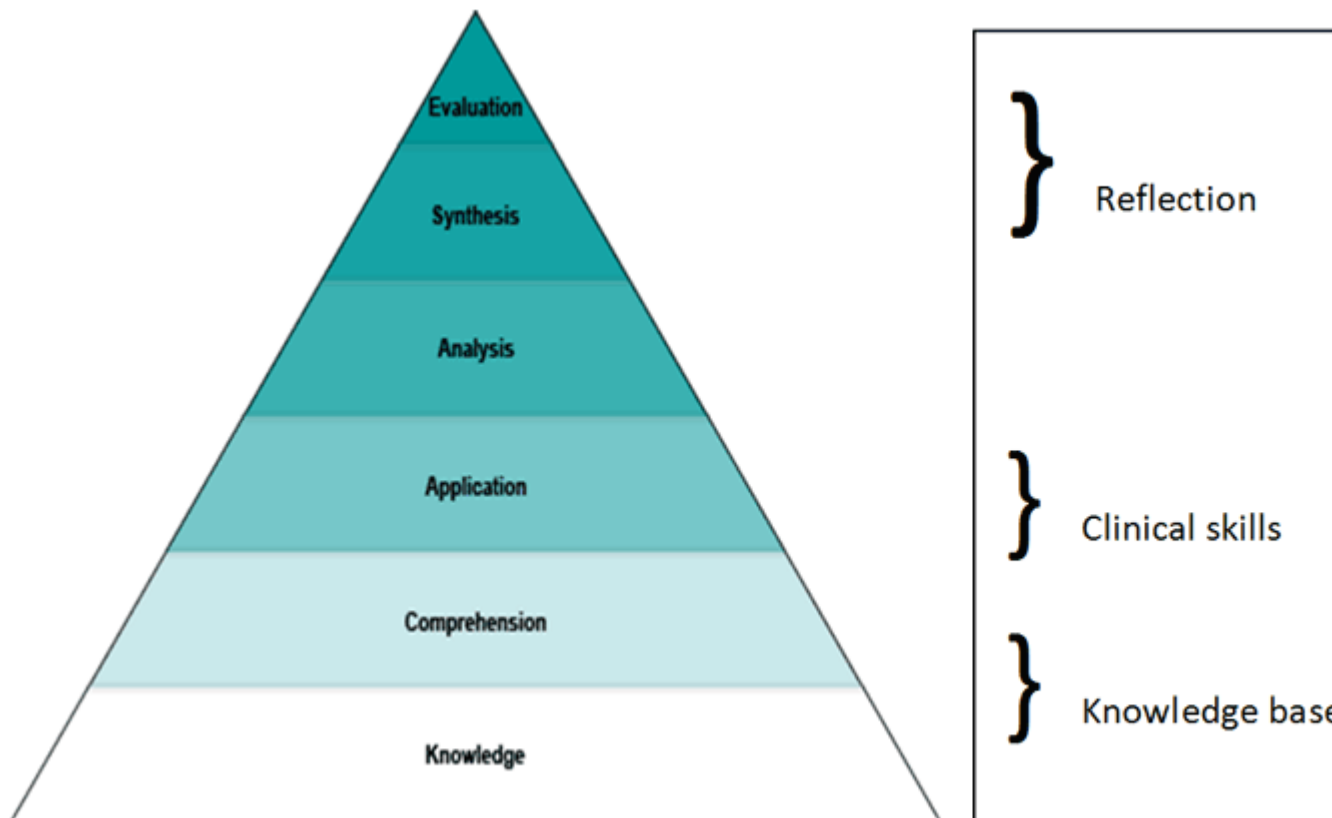 Evaluation
Synthesis
Analysis
Application
Comprehension
Knowledge
Reflection
Clinical skills
Knowledge base